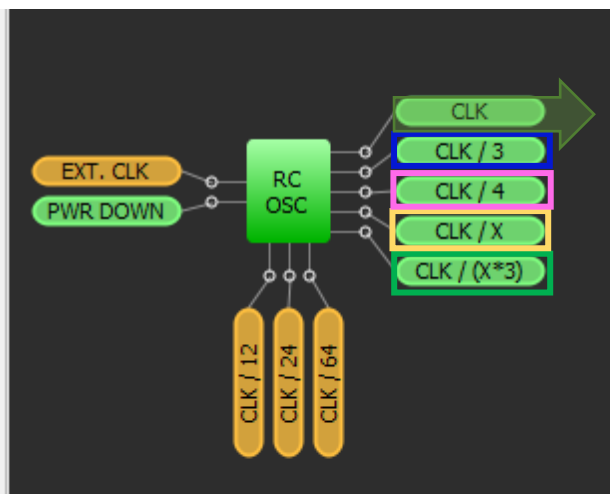 CLK
CLK / 3
EXT. CLK
RC
OSC
CLK / 4
PWR DOWN
CLK / X
CLK / (X*3)
CLK / 12
CLK / 24
CLK / 64